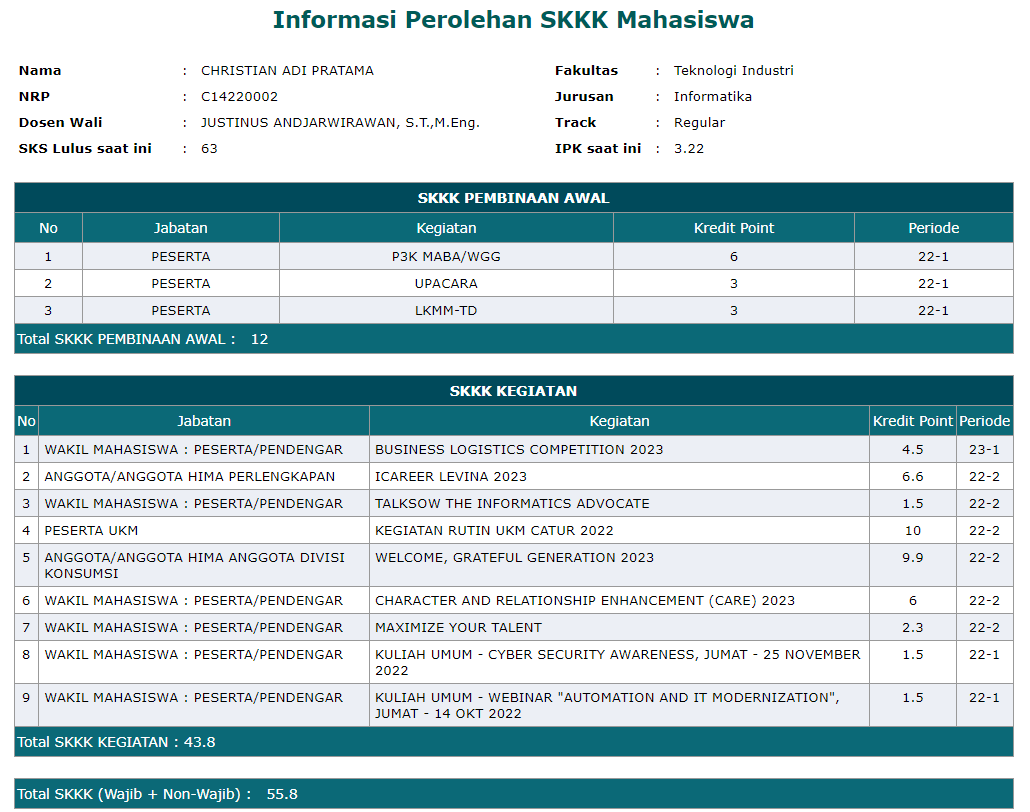 Informasi Perolehan SKKK Mahasiswa
Nama : CHRISTIAN ADI PRATAMA Fakultas : Teknologi Industri
NRP : C14220002 Jurusan : Informatika
Dosen Wali : JUSTINUS ANDJARWIRAWAN, S.T.,M.Eng. Track : Regular
SKS Lulus saat ini : 63 IPK saat ini : 3.22
SKKK PEMBINAAN AWAL
No Jabatan Kegiatan Kredit Point Periode
1 PESERTA P3K MABA/WGG 6 22-1
2 PESERTA UPACARA 3 22-1
3 PESERTA LKMM-TD 3 22-1
Total SKKK PEMBINAAN AWAL : 12
SKKK KEGIATAN
No Jabatan Kegiatan Kredit Point Periode
1 WAKIL MAHASISWA : PESERTA/PENDENGAR BUSINESS LOGISTICS COMPETITION 2023 4.5 23-1
2 ANGGOTA/ANGGOTA HIMA PERLENGKAPAN ICAREER LEVINA 2023 6.6 22-2
3 WAKIL MAHASISWA : PESERTA/PENDENGAR TALKSOW THE INFORMATICS ADVOCATE 1.5 22-2
4 PESERTA UKM KEGIATAN RUTIN UKM CATUR 2022 10 22-2
5 ANGGOTA/ANGGOTA HIMA ANGGOTA DIVISI WELCOME, GRATEFUL GENERATION 2023 9.9 22-2
KONSUMSI
6 WAKIL MAHASISWA : PESERTA/PENDENGAR CHARACTER AND RELATIONSHIP ENHANCEMENT (CARE) 2023 6 22-2
7 WAKIL MAHASISWA : PESERTA/PENDENGAR MAXIMIZE YOUR TALENT 2.3 22-2
8 WAKIL MAHASISWA : PESERTA/PENDENGAR KULIAH UMUM - CYBER SECURITY AWARENESS, JUMAT - 25 NOVEMBER 1.5 22-1
2022
9 WAKIL MAHASISWA : PESERTA/PENDENGAR KULIAH UMUM - WEBINAR "AUTOMATION AND IT MODERNIZATION", 1.5 22-1
JUMAT - 14 OKT 2022
Total SKKK KEGIATAN : 43.8
Total SKKK (Wajib + Non-Wajib) : 55.8